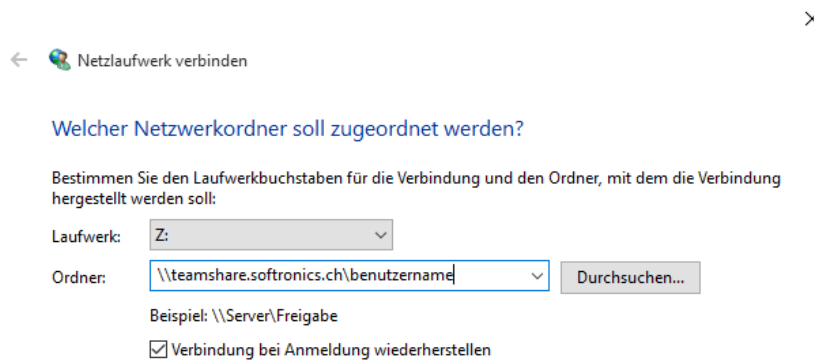 Netzlaufwerk verbinden
Welcher Netzwerkordner soll zugeordnet werden?
Bestimmen Sie den Laufwerkbuchstaben für die Verbindung und den Ordner, mit dem die Verbindung
hergestellt werden soll:
Laufwerk: Z:
Ordner: \\teamshare.softronics.ch\benutzername Durchsuchen...
Beispiel: \\Server\Freigabe
Verbindung bei Anmeldung wiederherstellen